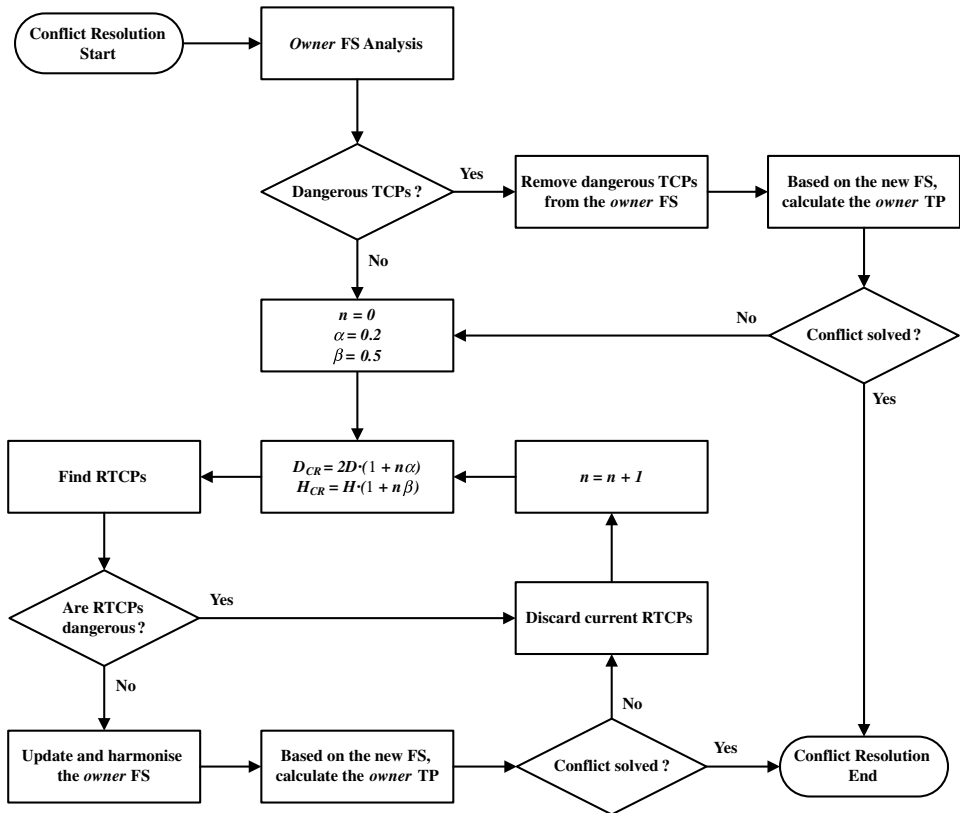 Conflict Resolution
Start
Owner FS Analysis
Dangerous TCPs ?
Yes
Remove dangerous TCPs
from the owner FS
Based on the new FS,
calculate the owner TP
No
n = 0
α = 0.2
β = 0.5
No
Conflict solved ?
Yes
Find RTCPs
D_CR = 2D·(1 + nα)
H_CR = H·(1 + nβ)
n = n + 1
Are RTCPs
dangerous ?
Yes
Discard current RTCPs
No
No
Update and harmonise
the owner FS
Based on the new FS,
calculate the owner TP
Conflict solved ?
Yes
Conflict Resolution
End